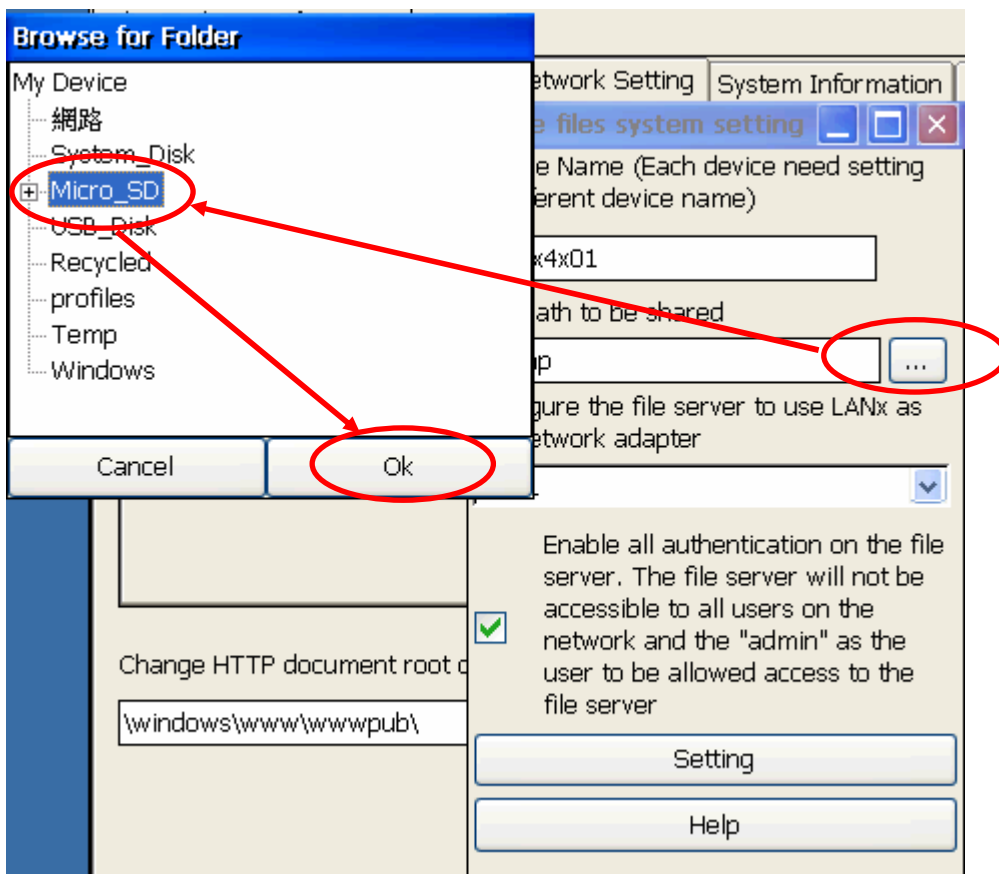 Browse for Folder
My Device
網路
System_Disk
Micro_SD
USB_Disk
Recycled
profiles
Temp
Windows
Cancel
Ok
etwork Setting
System Information
files system setting
e Name (Each device need setting
erent device name)
x4x01
ath to be shared
...
gure the file server to use LANx as
etwork adapter
Enable all authentication on the file
server. The file server will not be
accessible to all users on the
network and the "admin" as the
user to be allowed access to the
file server
Setting
Help
Change HTTP document root
\windows\www\wwwpub\